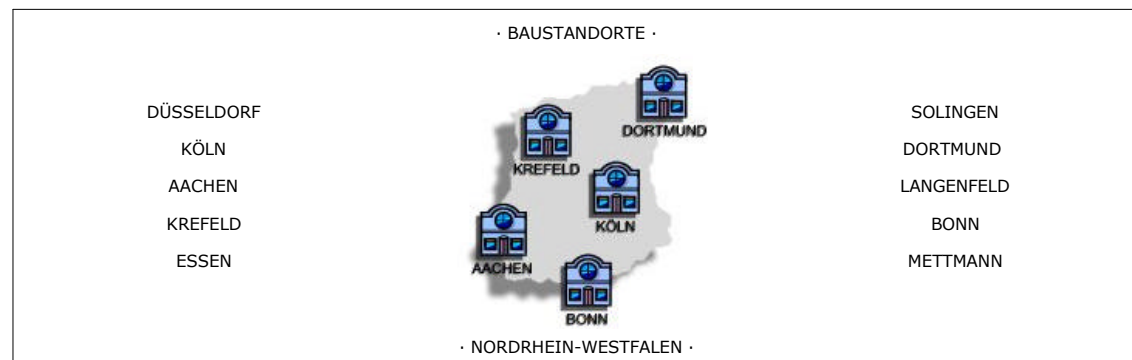 · BAUSTANDORTE ·
DÜSSELDORF
KÖLN
AACHEN
KREFELD
ESSEN
DORTMUND
KREFELD
KÖLN
AACHEN
BONN
SOLINGEN
DORTMUND
LANGENFELD
BONN
METTMANN
· NORDRHEIN-WESTFALEN ·